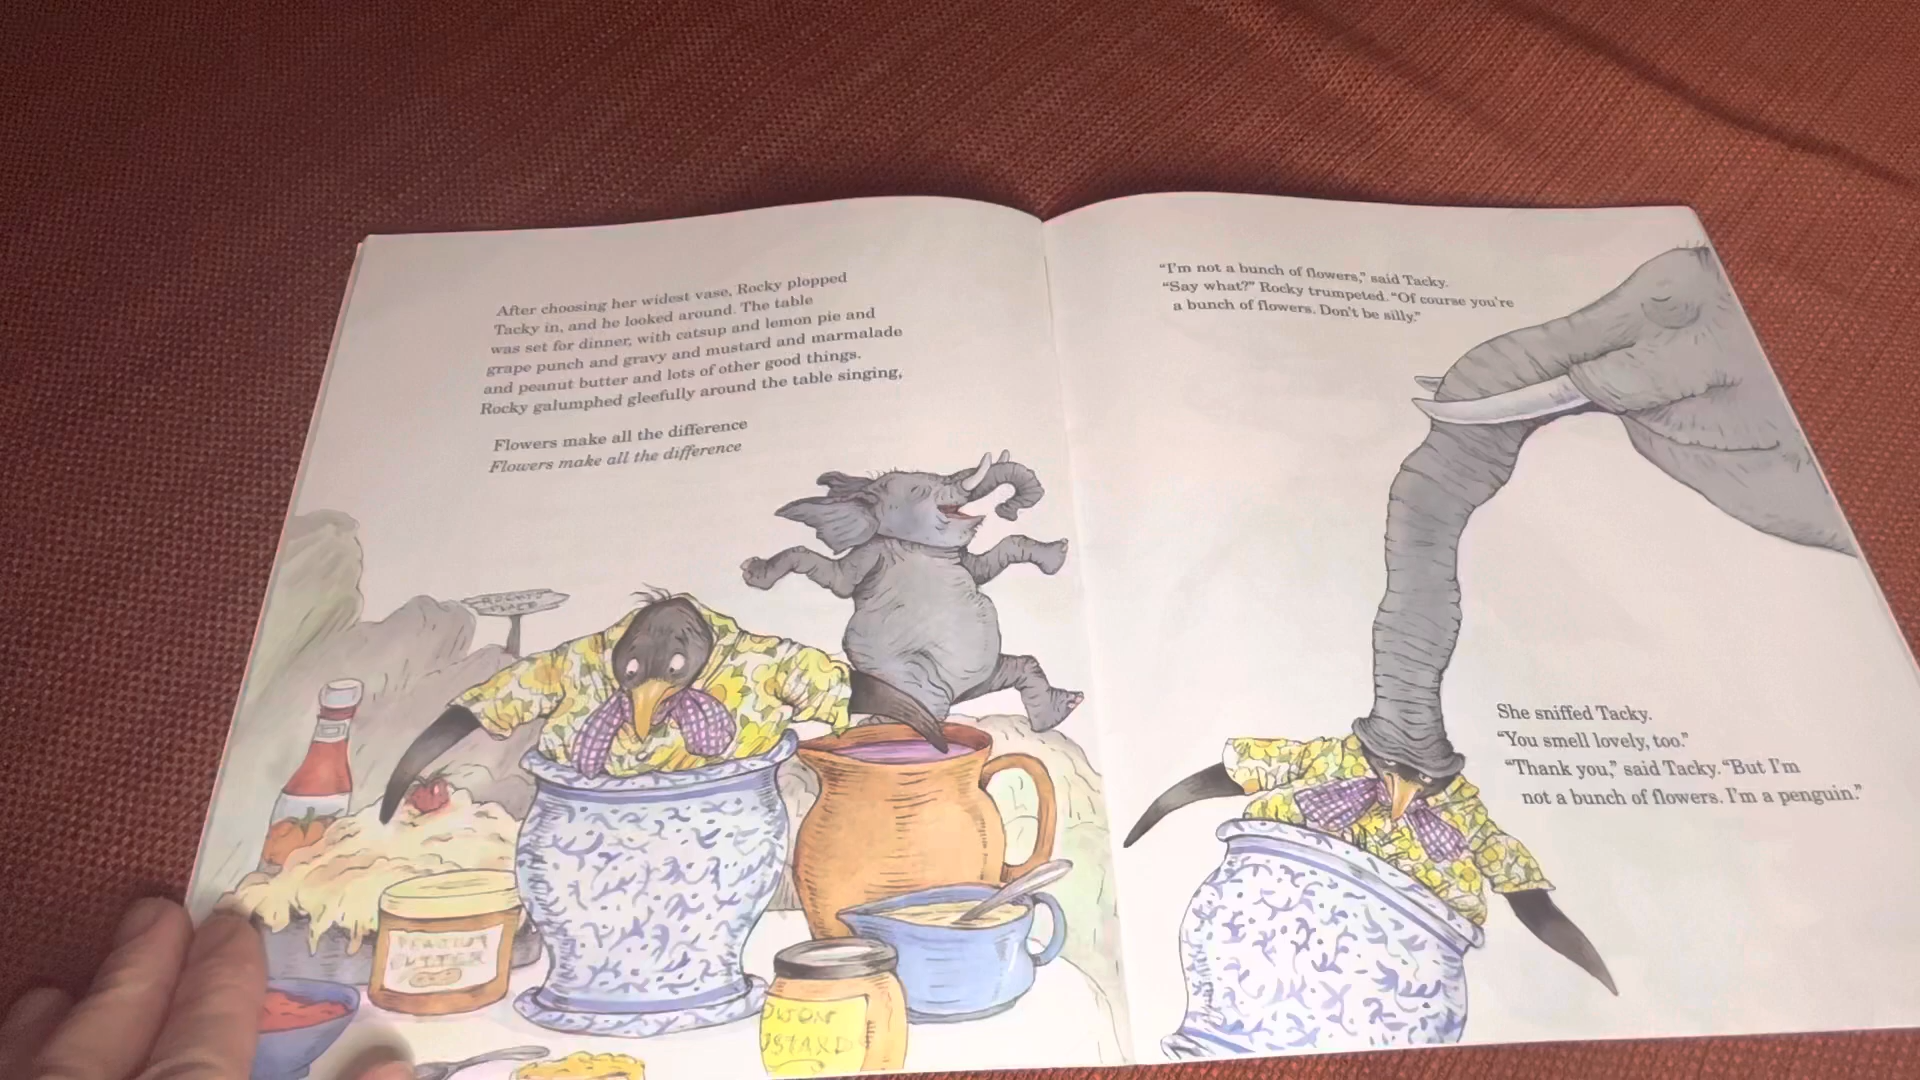 After choosing her widest vase, Rocky plopped
Tacky in, and he looked around. The table
was set for dinner, with catsup and lemon pie and
grape punch and gravy and mustard and marmalade
and peanut butter and lots of other good things.
Rocky galumphed gleefully around the table singing,
Flowers make all the difference
Flowers make all the difference
ROCKY'S
PLACE
PEANUT
BUTTER
“I’m not a bunch of flowers,” said Tacky.
“Say what?” Rocky trumpeted. “Of course you’re
a bunch of flowers. Don’t be silly.”
She sniffed Tacky.
“You smell lovely, too.”
“Thank you,” said Tacky. “But I’m
not a bunch of flowers. I’m a penguin.”